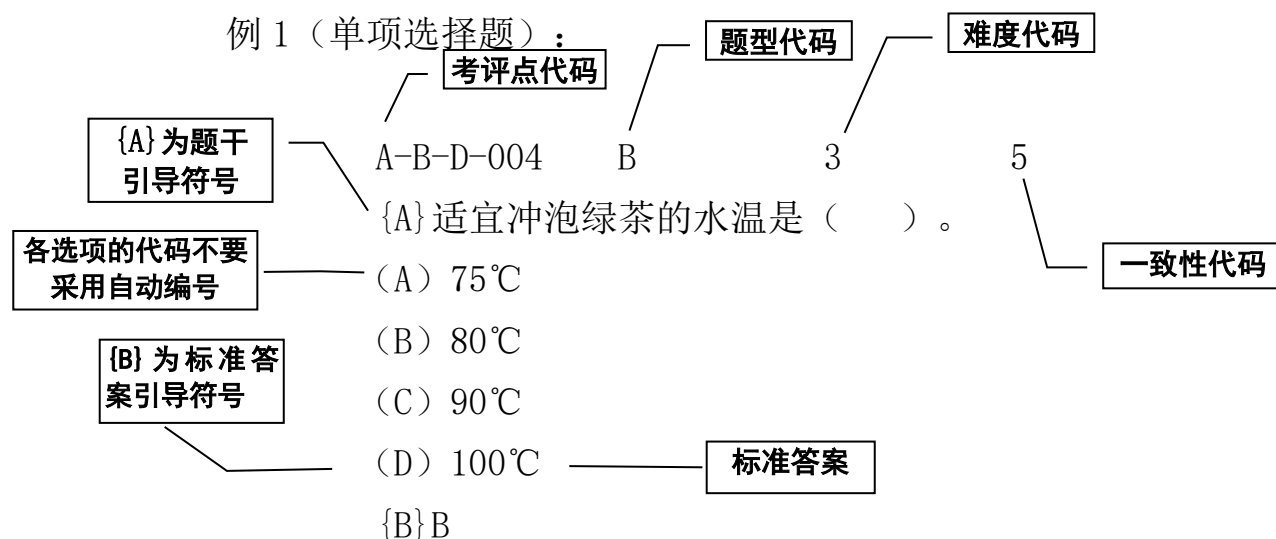 例 1（单项选择题）：
题型代码
难度代码
考评点代码
{A}为题干
引导符号
A-B-D-004 B 3 5
{A}适宜冲泡绿茶的水温是（ ）。
各选项的代码不要
采用自动编号
一致性代码
（A）75℃
（B）80℃
{B}为标准答
案引导符号
（C）90℃
（D）100℃
标准答案
{B}B